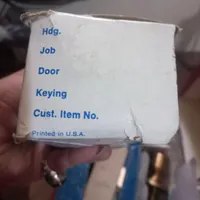 Hdg.
Job
Door
Keying
Cust. Item No.
Printed in U.S.A.